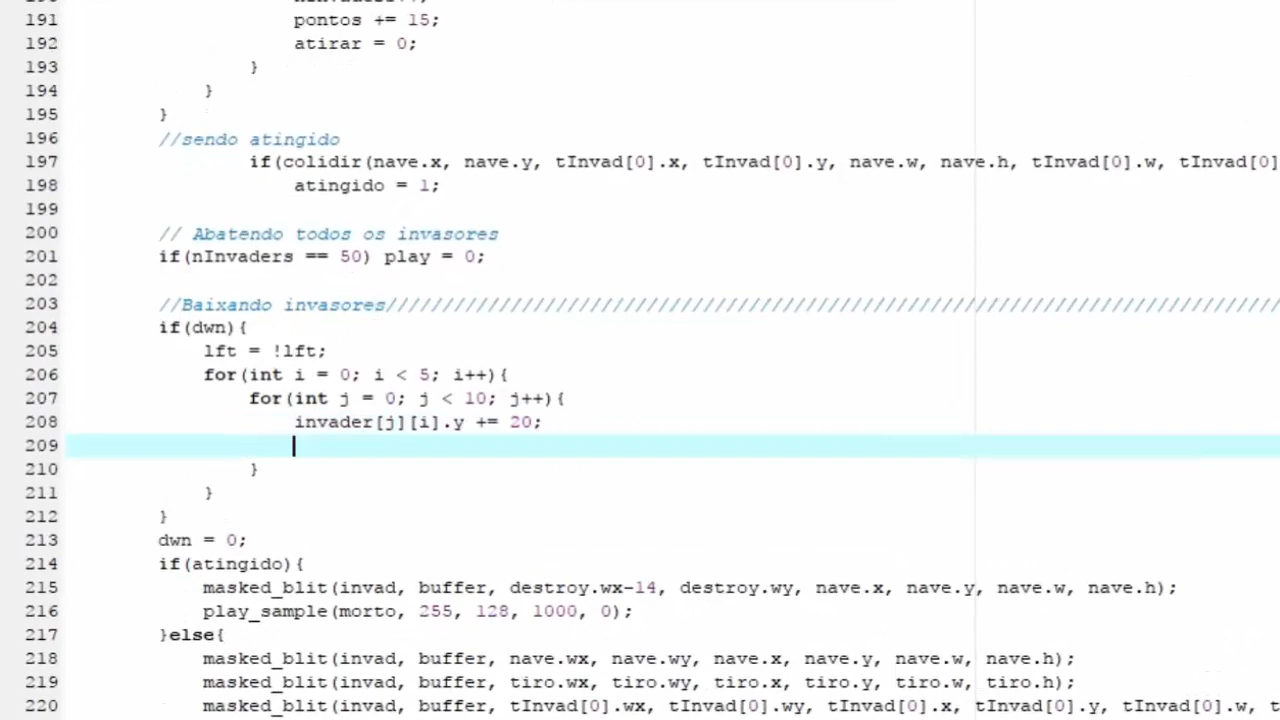 191 pontos += 15;
192 atirar = 0;
193 }
194 }
195 }
196 //sendo atingido
197 if(colidir(nave.x, nave.y, tInvad[0].x, tInvad[0].y, nave.w, nave.h, tInvad[0].w, tInvad[0]
198 atingido = 1;
199
200 // Abatendo todos os invasores
201 if(nInvaders == 50) play = 0;
202
203 //Baixando invasores///////////////////////////////////////////////////////////////////////////////
204 if(dwn){
205 lft = !lft;
206 for(int i = 0; i < 5; i++){
207 for(int j = 0; j < 10; j++){
208 invader[j][i].y += 20;
209
210 }
211 }
212 }
213 dwn = 0;
214 if(atingido){
215 masked_blit(invad, buffer, destroy.wx-14, destroy.wy, nave.x, nave.y, nave.w, nave.h);
216 play_sample(morto, 255, 128, 1000, 0);
217 }else{
218 masked_blit(invad, buffer, nave.wx, nave.wy, nave.x, nave.y, nave.w, nave.h);
219 masked_blit(invad, buffer, tiro.wx, tiro.wy, tiro.x, tiro.y, tiro.w, tiro.h);
220 masked_blit(invad, buffer, tInvad[0].wx, tInvad[0].wy, tInvad[0].x, tInvad[0].y, tInvad[0].w, t